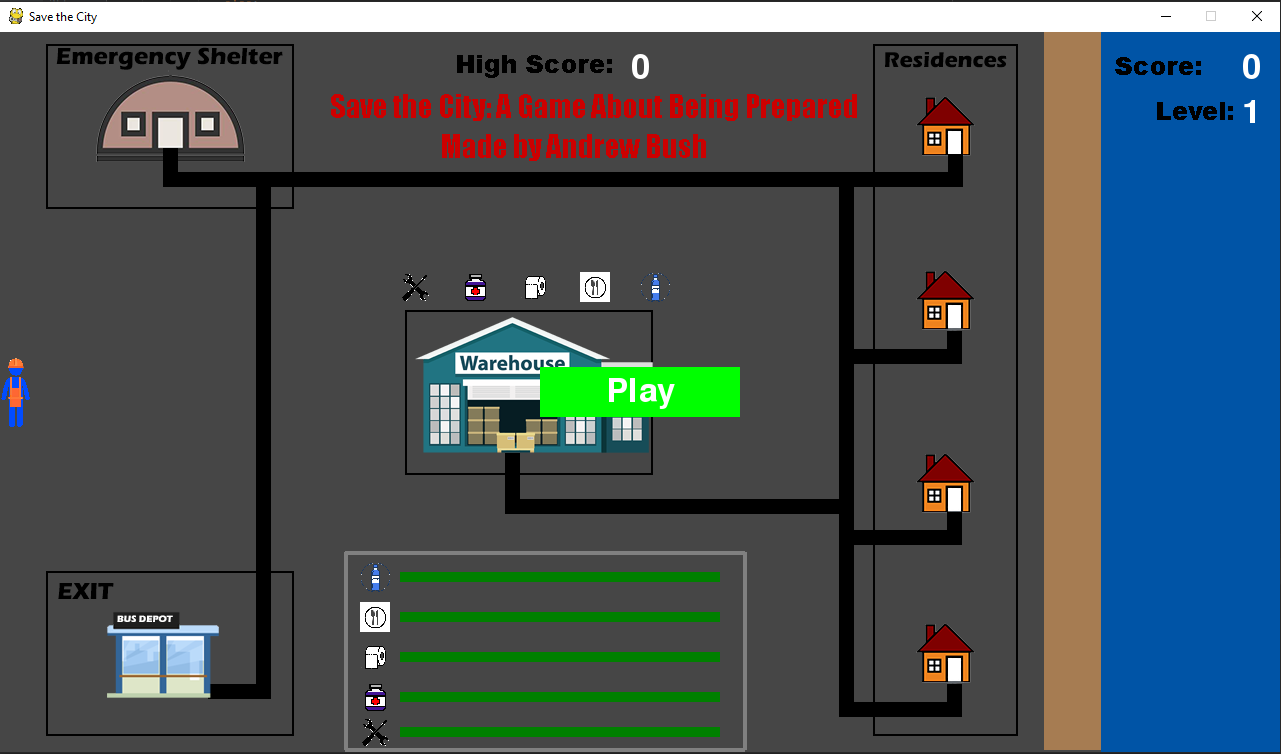 Save the City
Emergency Shelter
High Score: 0
Residences
Score: 0
Save the City: A Game About Being Prepared
Level: 1
Made by Andrew Bush
Warehouse
Play
EXIT
BUS DEPOT